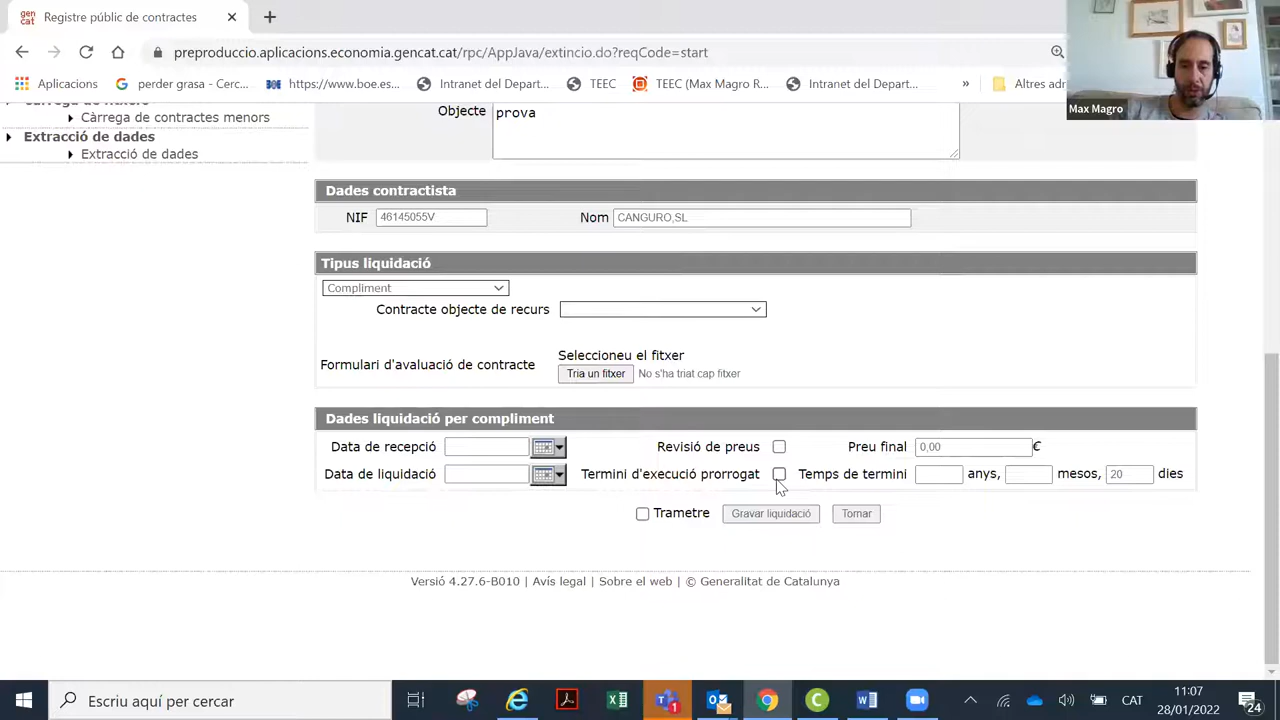 gen
cat
Registre públic de contractes
preproduccio.aplicacions.economia.gencat.cat/rpc/AppJava/extincio.do?reqCode=start
Aplicacions
perder grasa - Cerc...
https://www.boe.es...
Intranet del Depart...
TEEC
TEEC (Max Magro R...
Intranet del Depart...
»
Altres adr
Max Magro
Càrrega de fitxero
Càrrega de contractes menors
Extracció de dades
Extracció de dades
Objecte prova
Dades contractista
NIF 46145055V Nom CANGURO,SL
Tipus liquidació
Compliment
Contracte objecte de recurs
Formulari d'avaluació de contracte
Seleccioneu el fitxer
Tria un fitxer No s'ha triat cap fitxer
Dades liquidació per compliment
Data de recepció Revisió de preus Preu final 0,00 €
Data de liquidació Termini d'execució prorrogat Temps de termini anys, mesos, 20 dies
Trametre Gravar liquidació Tornar
Versió 4.27.6-B010 | Avís legal | Sobre el web | © Generalitat de Catalunya
Escriu aquí per cercar
1
CAT
11:07
28/01/2022
24